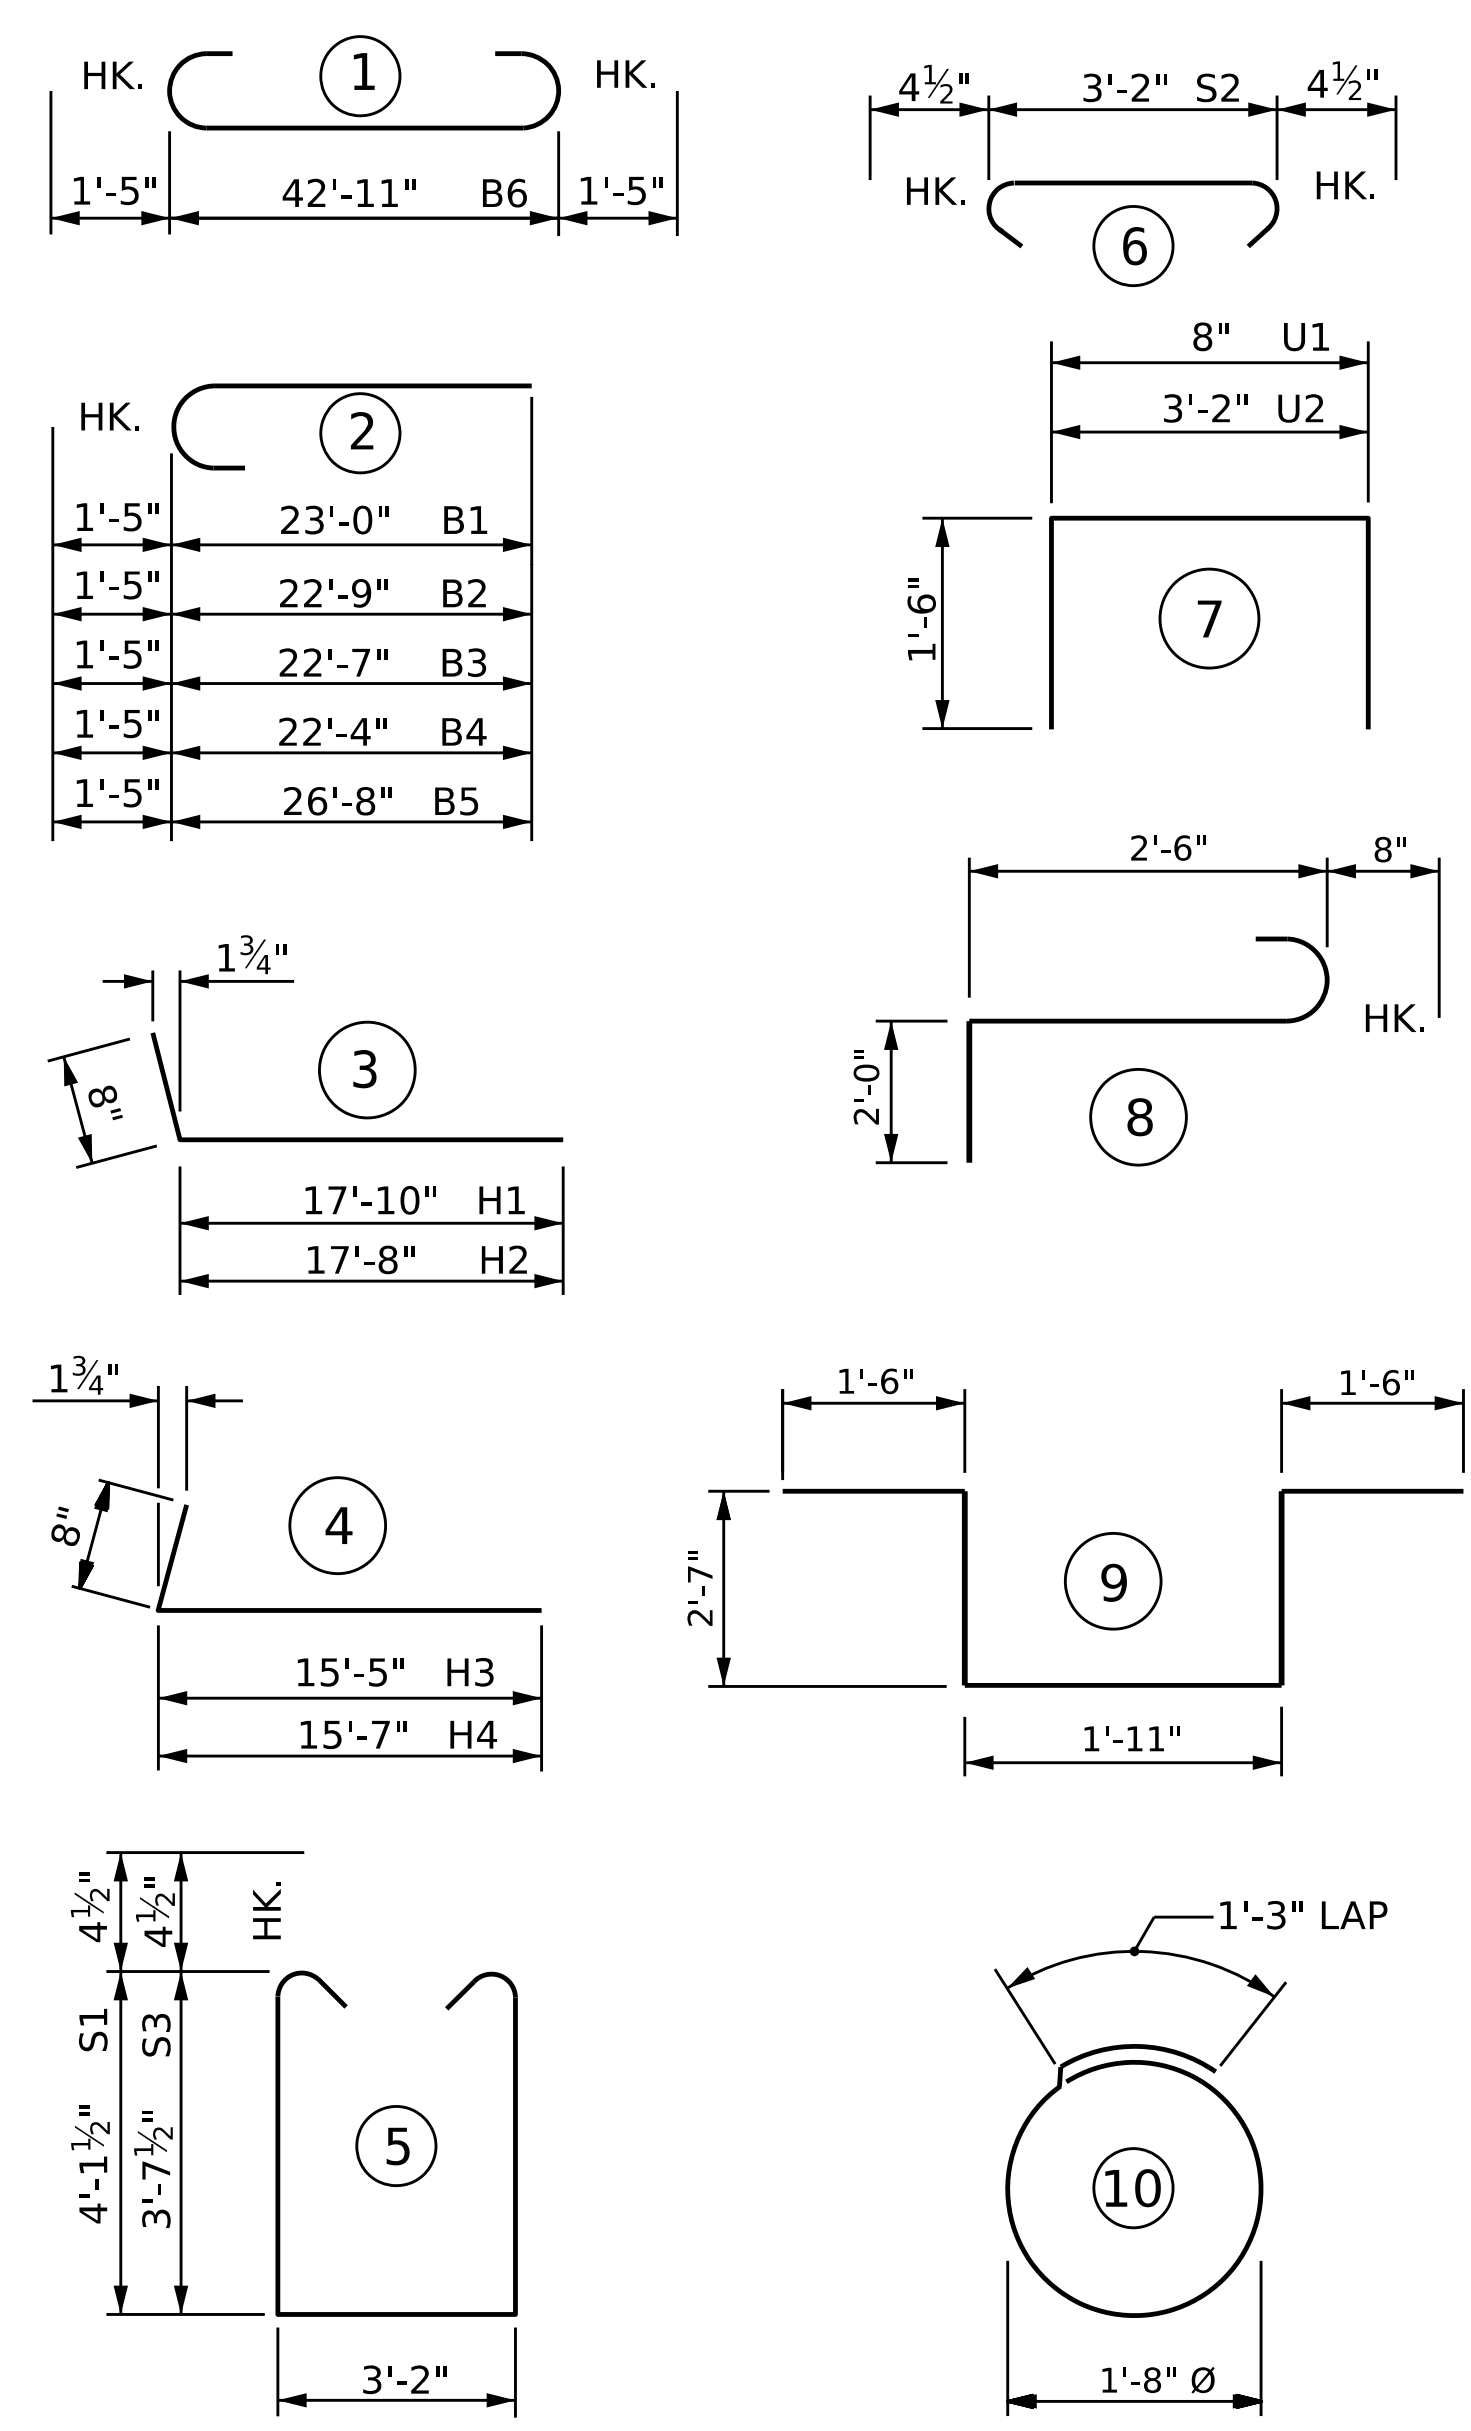 HK. 1 HK.
1'-5" 42'-11" B6 1'-5"
4½" 3'-2" S2 4½"
HK. 6 HK.
8" U1
3'-2" U2
1'-6" 7
HK. 2
1'-5" 23'-0" B1
1'-5" 22'-9" B2
1'-5" 22'-7" B3
1'-5" 22'-4" B4
1'-5" 26'-8" B5
2'-6" 8"
HK.
2'-0" 8
1¾"
3
8"
17'-10" H1
17'-8" H2
1¾"
4
8"
15'-5" H3
15'-7" H4
1'-6" 1'-6"
2'-7" 9
1'-11"
4½" 4½" HK.
4'-1½" S1
3'-7½" S3
5
3'-2"
1'-3" LAP
10
1'-8" Ø